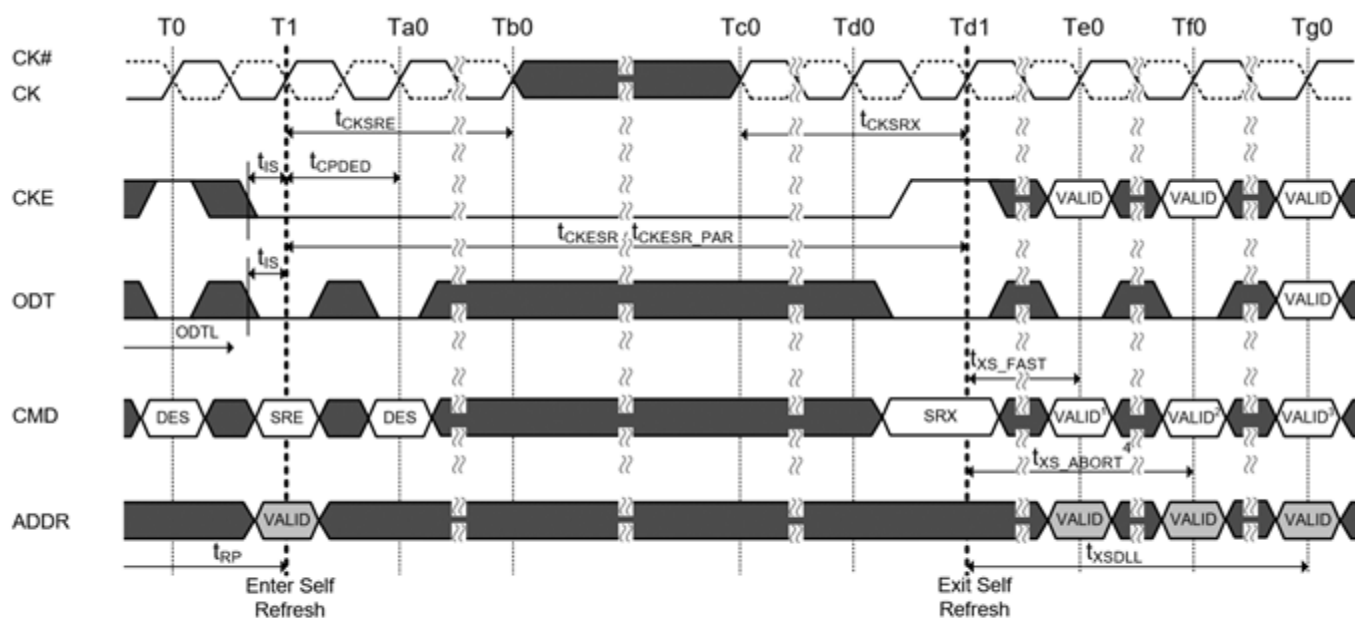 T0 T1 Ta0 Tb0 Tc0 Td0 Td1 Te0 Tf0 Tg0
CK#
CK
tCKSRE tCKSRX
tIS tCPDED
CKE VALID VALID VALID
tCKESR / tCKESR_PAR
tIS
ODT VALID
ODTL
tXS_FAST
CMD DES SRE DES SRX VALID1 VALID2 VALID3
tXS_ABORT4
ADDR VALID VALID VALID VALID
tRP tXSDLL
Enter Self Exit Self
Refresh Refresh